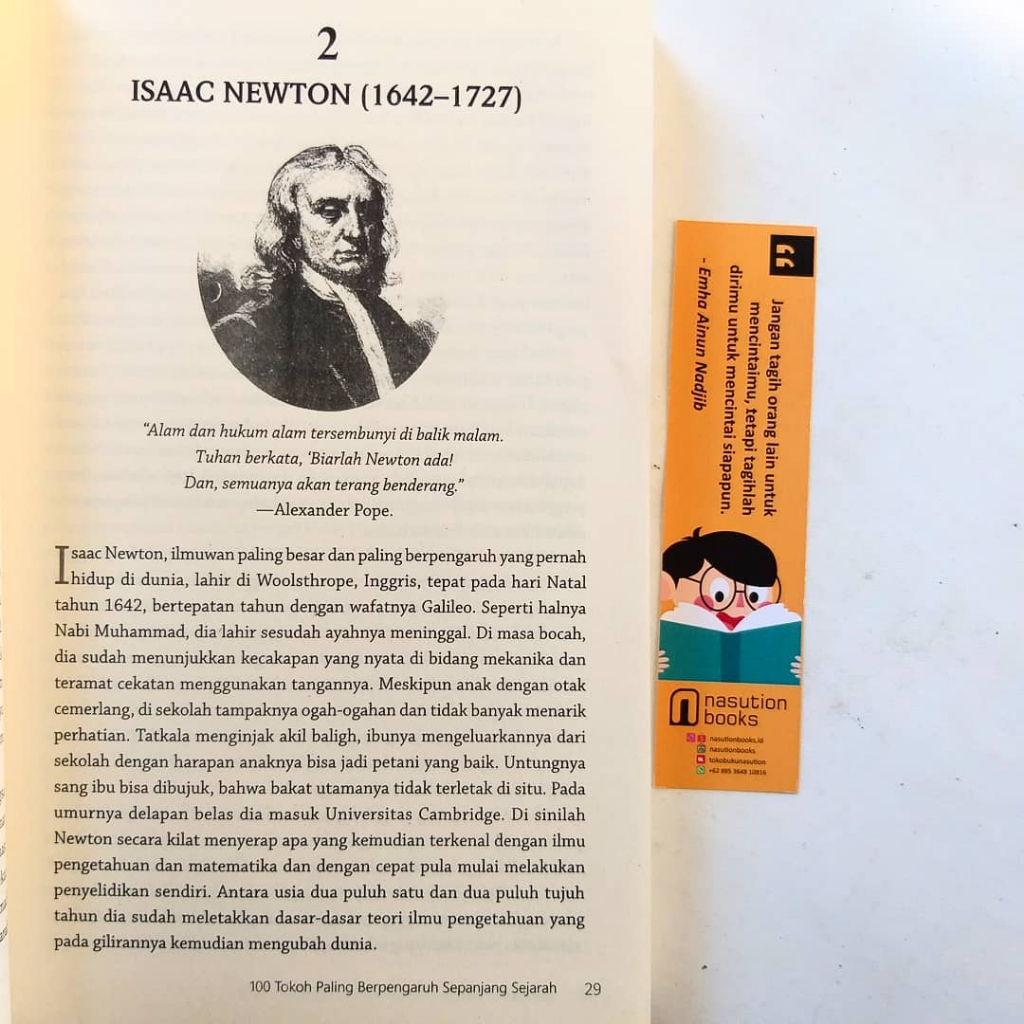 2
ISAAC NEWTON (1642–1727)
“Alam dan hukum alam tersembunyi di balik malam.
Tuhan berkata, ‘Biarlah Newton ada!
Dan, semuanya akan terang benderang.”
—Alexander Pope.
Isaac Newton, ilmuwan paling besar dan paling berpengaruh yang pernah
hidup di dunia, lahir di Woolsthrope, Inggris, tepat pada hari Natal
tahun 1642, bertepatan tahun dengan wafatnya Galileo. Seperti halnya
Nabi Muhammad, dia lahir sesudah ayahnya meninggal. Di masa bocah,
dia sudah menunjukkan kecakapan yang nyata di bidang mekanika dan
teramat cekatan menggunakan tangannya. Meskipun anak dengan otak
cemerlang, di sekolah tampaknya ogah-ogahan dan tidak banyak menarik
perhatian. Tatkala menginjak akil baligh, ibunya mengeluarkannya dari
sekolah dengan harapan anaknya bisa jadi petani yang baik. Untungnya
sang ibu bisa dibujuk, bahwa bakat utamanya tidak terletak di situ. Pada
umurnya delapan belas dia masuk Universitas Cambridge. Di sinilah
Newton secara kilat menyerap apa yang kemudian terkenal dengan ilmu
pengetahuan dan matematika dan dengan cepat pula mulai melakukan
penyelidikan sendiri. Antara usia dua puluh satu dan dua puluh tujuh
tahun dia sudah meletakkan dasar-dasar teori ilmu pengetahuan yang
pada gilirannya kemudian mengubah dunia.
100 Tokoh Paling Berpengaruh Sepanjang Sejarah 29
“
Jangan tagih orang lain untuk
mencintaimu, tetapi tagihlah
dirimu untuk mencintai siapapun.
- Emha Ainun Nadjib
nasution
books
nasutionbooks.id
nasutionbooks
tokobukunasution
+62 885 3648 10816